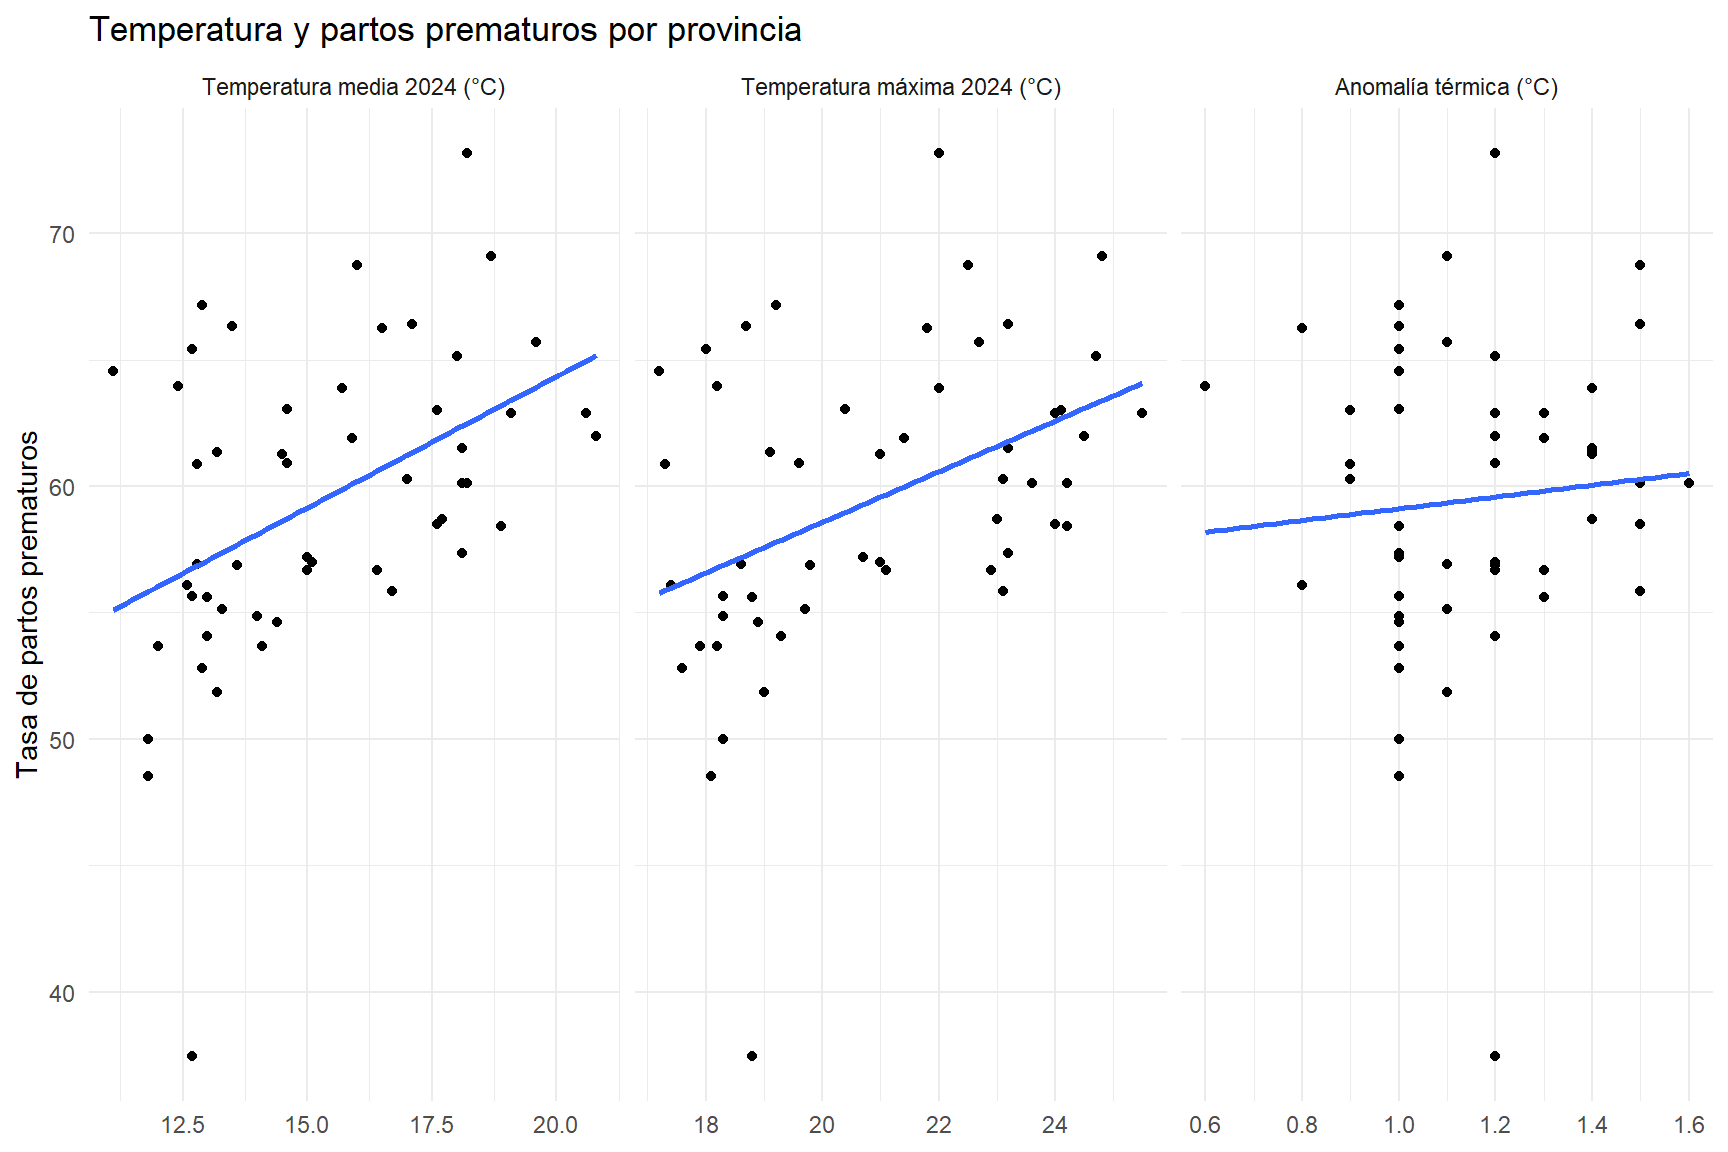 Temperatura y partos prematuros por provincia
Temperatura media 2024 (°C)
Temperatura máxima 2024 (°C)
Anomalía térmica (°C)
Tasa de partos prematuros
70
60
50
40
12.5 15.0 17.5 20.0
18 20 22 24
0.6 0.8 1.0 1.2 1.4 1.6